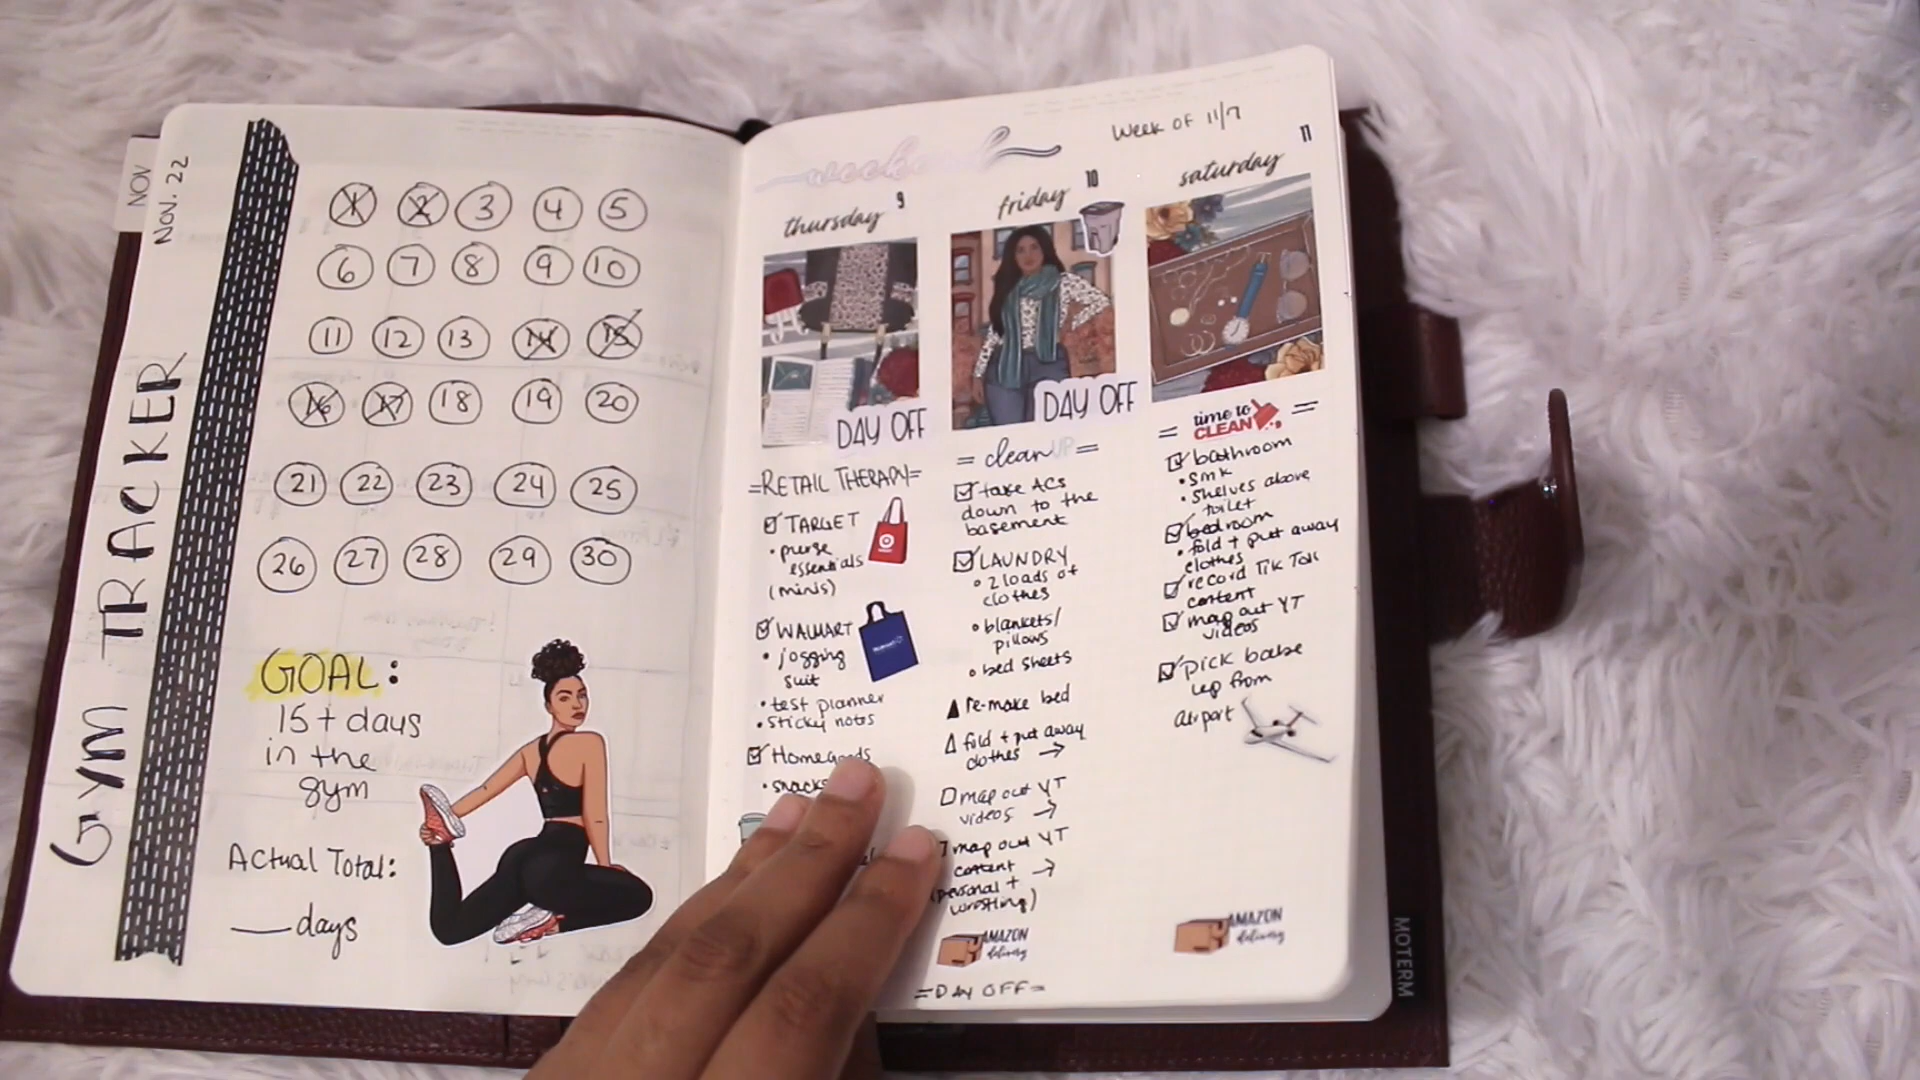 NOV
NOV. 22
GYM TRACKER
1 2 3 4 5
6 7 8 9 10
11 12 13 14 15
16 17 18 19 20
21 22 23 24 25
26 27 28 29 30
GOAL:
15+ days
in the
gym
Actual Total:
___ days
weekend
Week of 11/7
thursday 9
DAY OFF
=RETAIL THERAPY=
TARGET
• purse
essentials
(minis)
WALMART
• jogging
suit
• test planner
• sticky notes
HomeGoods
• snacks
friday 10
DAY OFF
= clean UP =
take ACs
down to the
basement
LAUNDRY
• 2 loads of
clothes
• blankets/
pillows
• bed sheets
re-make bed
fold + put away
clothes →
map out YT
videos →
map out YT
content →
(personal +
wrestling)
AMAZON
delivery
=DAY OFF=
saturday 11
= time to =
CLEAN
bathroom
• sink
• shelves above
toilet
bedroom
• fold + put away
clothes
record Tik Tok
content
map out YT
videos
pick babe
up from
airport
AMAZON
delivery
MOTERM